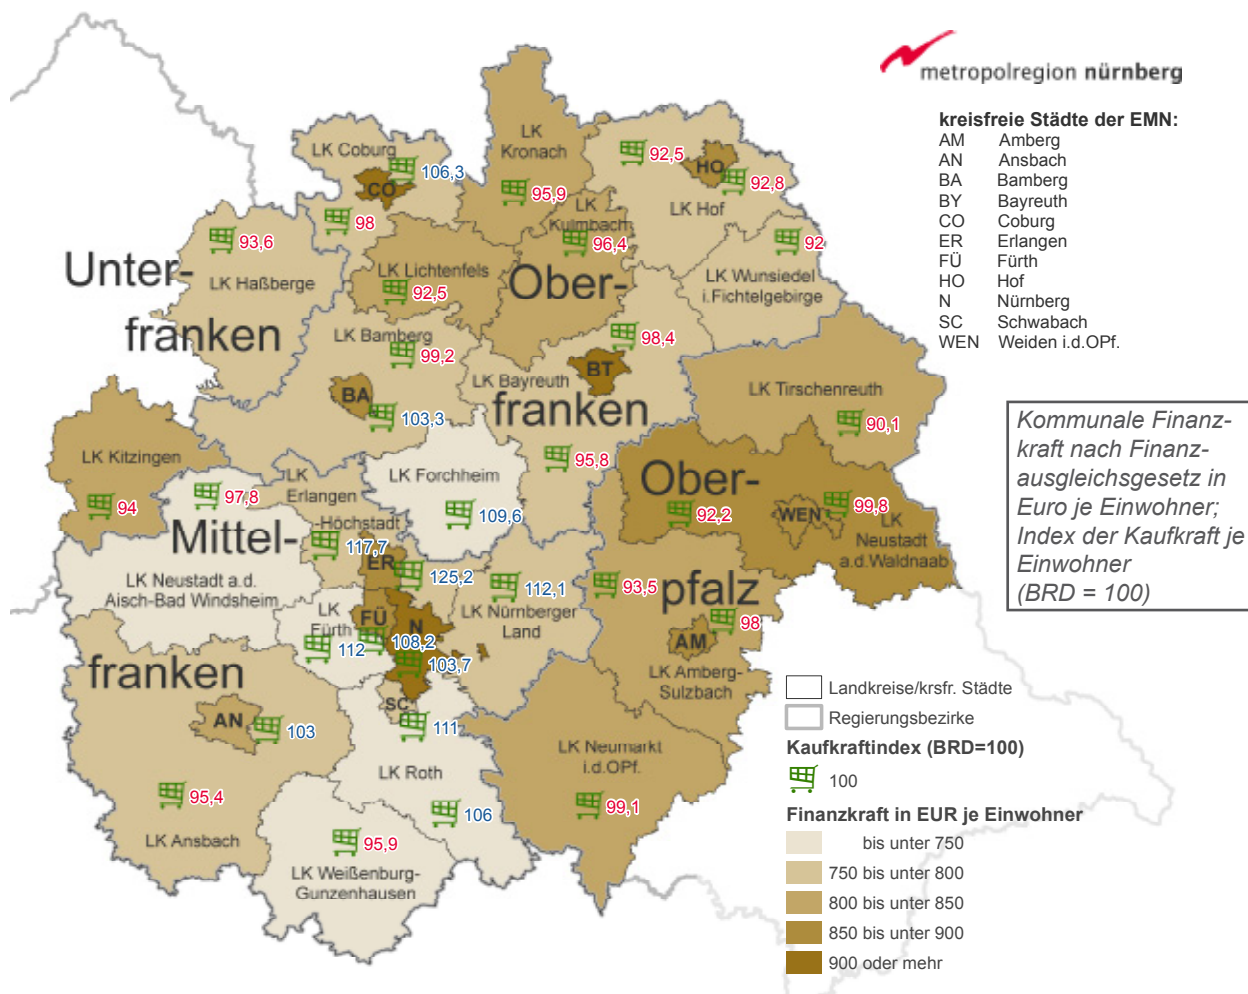 metropolregion nürnberg
kreisfreie Städte der EMN:
AM Amberg
AN Ansbach
BA Bamberg
BY Bayreuth
CO Coburg
ER Erlangen
FÜ Fürth
HO Hof
N Nürnberg
SC Schwabach
WEN Weiden i.d.OPf.
Kommunale Finanz-
kraft nach Finanz-
ausgleichsgesetz in
Euro je Einwohner;
Index der Kaufkraft je
Einwohner
(BRD = 100)
LK Coburg
106,3
CO
98
LK
Kronach
95,9
92,5
HO
92,8
LK Hof
LK
Kulmbach
96,4
92
LK Wunsiedel
i.Fichtelgebirge
93,6
LK Haßberge
Unter-
franken
LK Lichtenfels
92,5
Ober-
franken
LK Bamberg
99,2
BA
103,3
98,4
LK Bayreuth
BT
95,8
LK Tirschenreuth
90,1
LK Kitzingen
94
97,8
LK
Erlangen
-Höchstadt
117,7
LK Forchheim
109,6
Ober-
pfalz
92,2
WEN
99,8
LK
Neustadt
a.d.Waldnaab
Mittel-
franken
LK Neustadt a.d.
Aisch-Bad Windsheim
ER
125,2
112,1
LK Nürnberger
Land
93,5
98
AM
LK Amberg-
Sulzbach
LK
Fürth
112
FÜ
108,2
N
103,7
SC
111
AN
103
95,4
LK Ansbach
LK Roth
106
95,9
LK Weißenburg-
Gunzenhausen
LK Neumarkt
i.d.OPf.
99,1
Landkreise/krsfr. Städte
Regierungsbezirke
Kaufkraftindex (BRD=100)
100
Finanzkraft in EUR je Einwohner
bis unter 750
750 bis unter 800
800 bis unter 850
850 bis unter 900
900 oder mehr